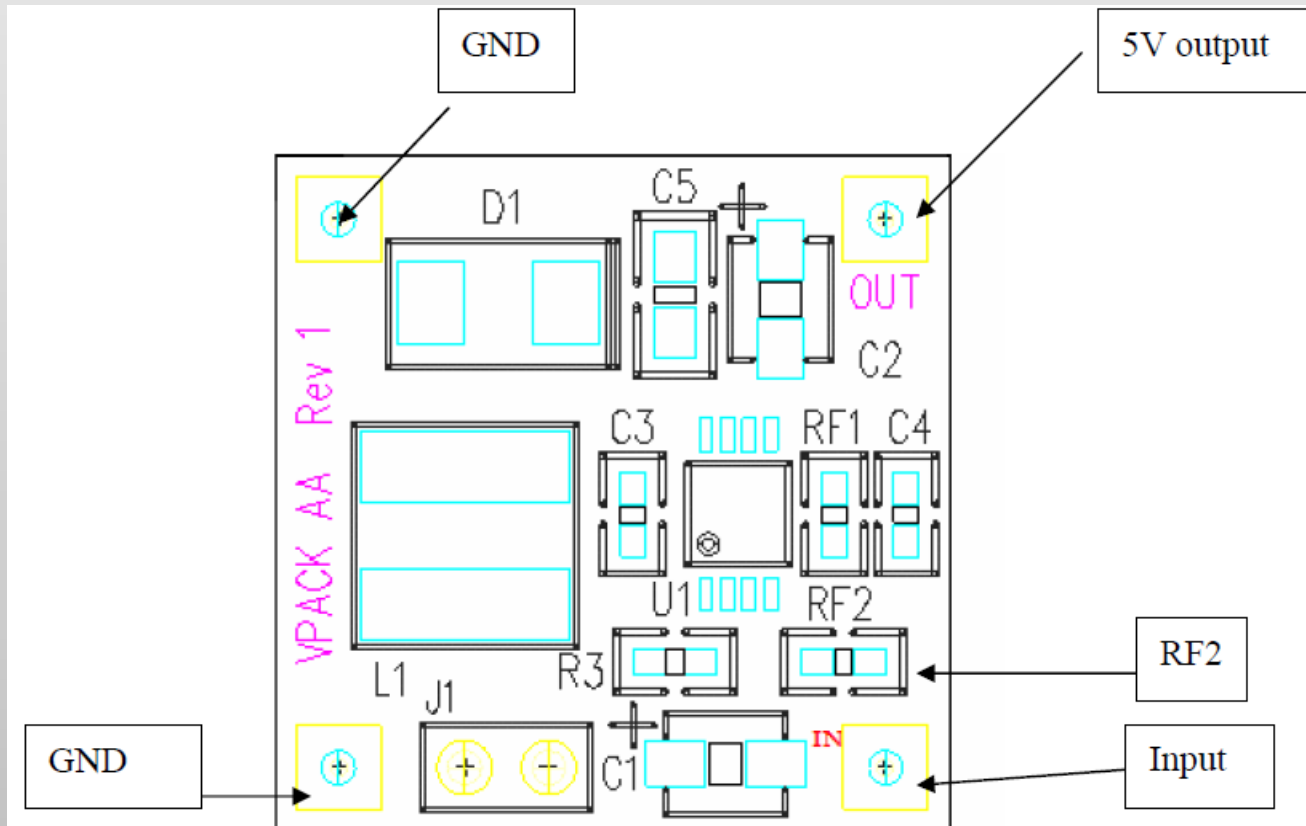 GND
5V output
C5
D1
OUT
C2
VPACK AA Rev 1
C3
RF1
C4
U1
RF2
R3
RF2
L1
J1
IN
C1
GND
Input